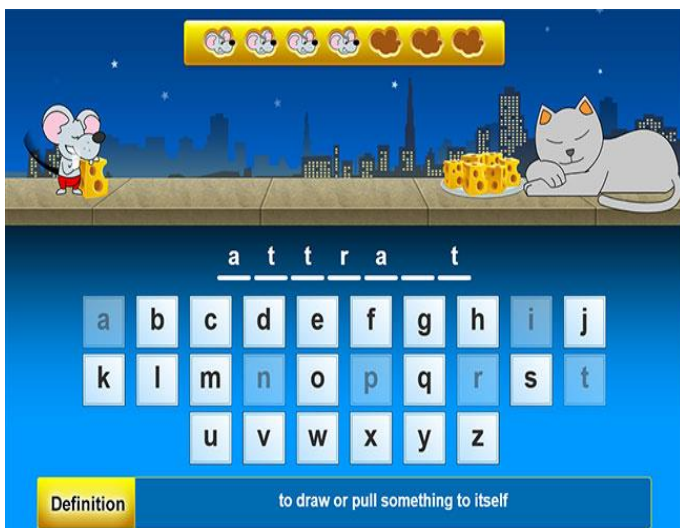 a t t r a _ t
a b c d e f g h i j
k l m n o p q r s t
u v w x y z
Definition to draw or pull something to itself